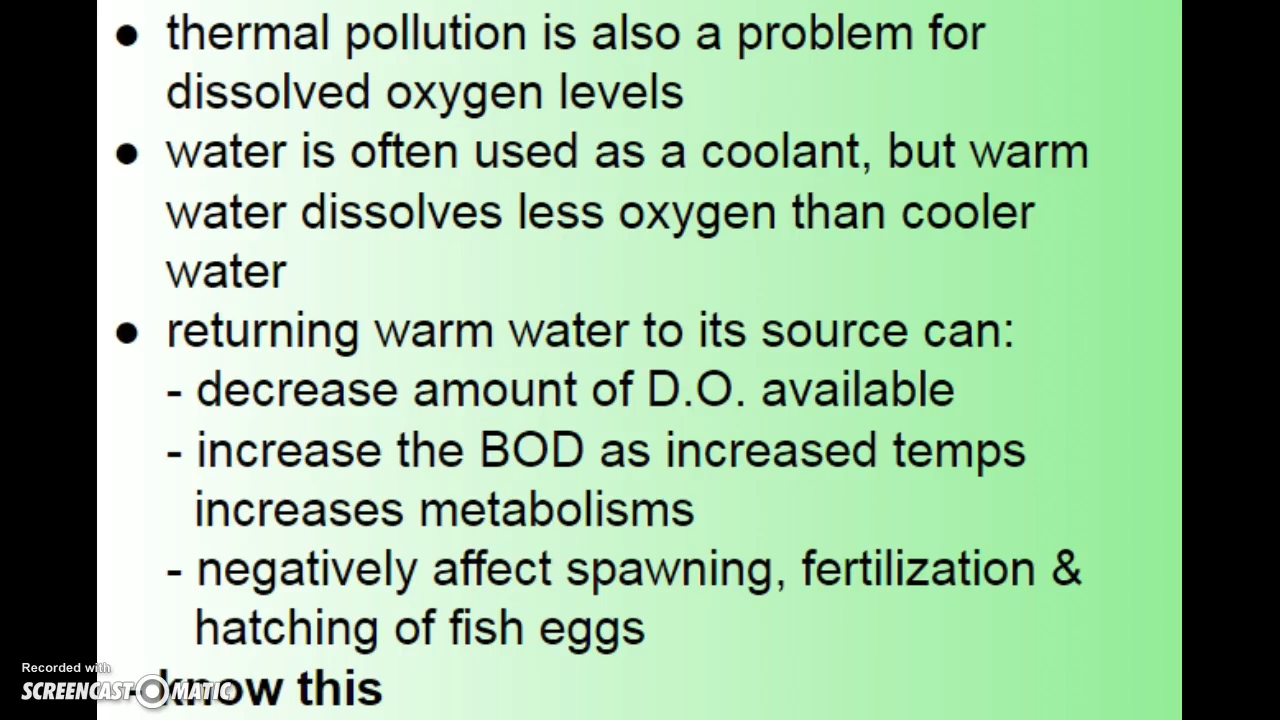 ● thermal pollution is also a problem for
dissolved oxygen levels
● water is often used as a coolant, but warm
water dissolves less oxygen than cooler
water
● returning warm water to its source can:
- decrease amount of D.O. available
- increase the BOD as increased temps
increases metabolisms
- negatively affect spawning, fertilization &
hatching of fish eggs
- know this
Recorded with
SCREENCAST-O-MATIC